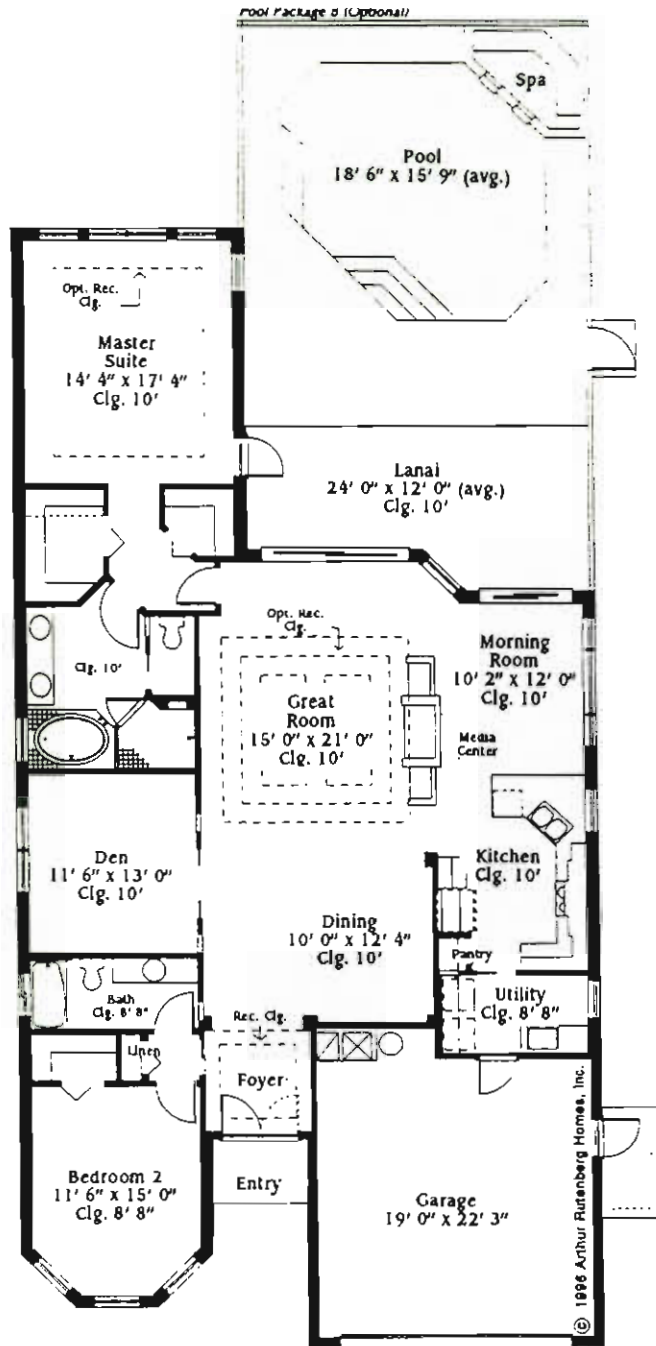 Pool Package B (Optional)
Spa
Pool
18' 6" x 15' 9" (avg.)
Opt. Rec.
Clg.
Master
Suite
14' 4" x 17' 4"
Clg. 10'
Lanai
24' 0" x 12' 0" (avg.)
Clg. 10'
Opt. Rec.
Clg.
Morning
Room
10' 2" x 12' 0"
Clg. 10'
Clg. 10'
Great
Room
15' 0" x 21' 0"
Clg. 10'
Media
Center
Den
11' 6" x 13' 0"
Clg. 10'
Kitchen
Clg. 10'
Dining
10' 0" x 12' 4"
Clg. 10'
Pantry
Bath
Clg. 8' 8"
Utility
Clg. 8' 8"
Rec. Clg.
Linen
Foyer
Bedroom 2
11' 6" x 15' 0"
Clg. 8' 8"
Entry
Garage
19' 0" x 22' 3"
© 1996 Arthur Rutenberg Homes, Inc.